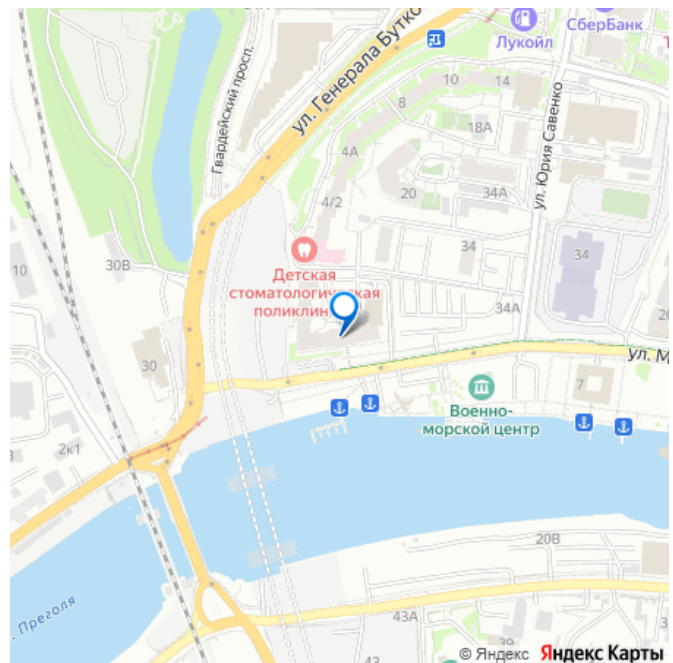 СберБанк
Лукойл
ул. Генерала Бутко
Гвардейский просп.
10
14
8
18А
4А
ул. Юрия Савенко
20
34А
4/2
34
34
30В
10
Детская
стоматологическая
поликлин
34А
ул. М
30
7
Военно-
морской центр
2к1
20В
Преголя
43А
39
© Яндекс Яндекс Карты